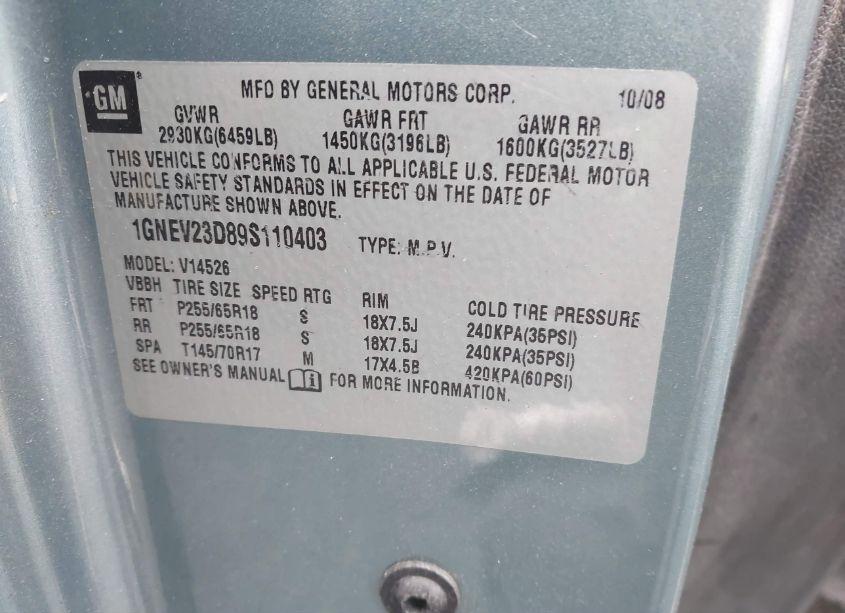 GM
MFD BY GENERAL MOTORS CORP. 10/08
GVWR GAWR FRT GAWR RR
2930KG(6459LB) 1450KG(3196LB) 1600KG(3527LB)
THIS VEHICLE CONFORMS TO ALL APPLICABLE U.S. FEDERAL MOTOR
VEHICLE SAFETY STANDARDS IN EFFECT ON THE DATE OF
MANUFACTURE SHOWN ABOVE.
1GNEV23D89S110403 TYPE: M.P.V.
MODEL: V14526
VBBH TIRE SIZE SPEED RTG RIM COLD TIRE PRESSURE
FRT P255/65R18 S 18X7.5J 240KPA(35PSI)
RR P255/65R18 S 18X7.5J 240KPA(35PSI)
SPA T145/70R17 M 17X4.5B 420KPA(60PSI)
SEE OWNER'S MANUAL FOR MORE INFORMATION.